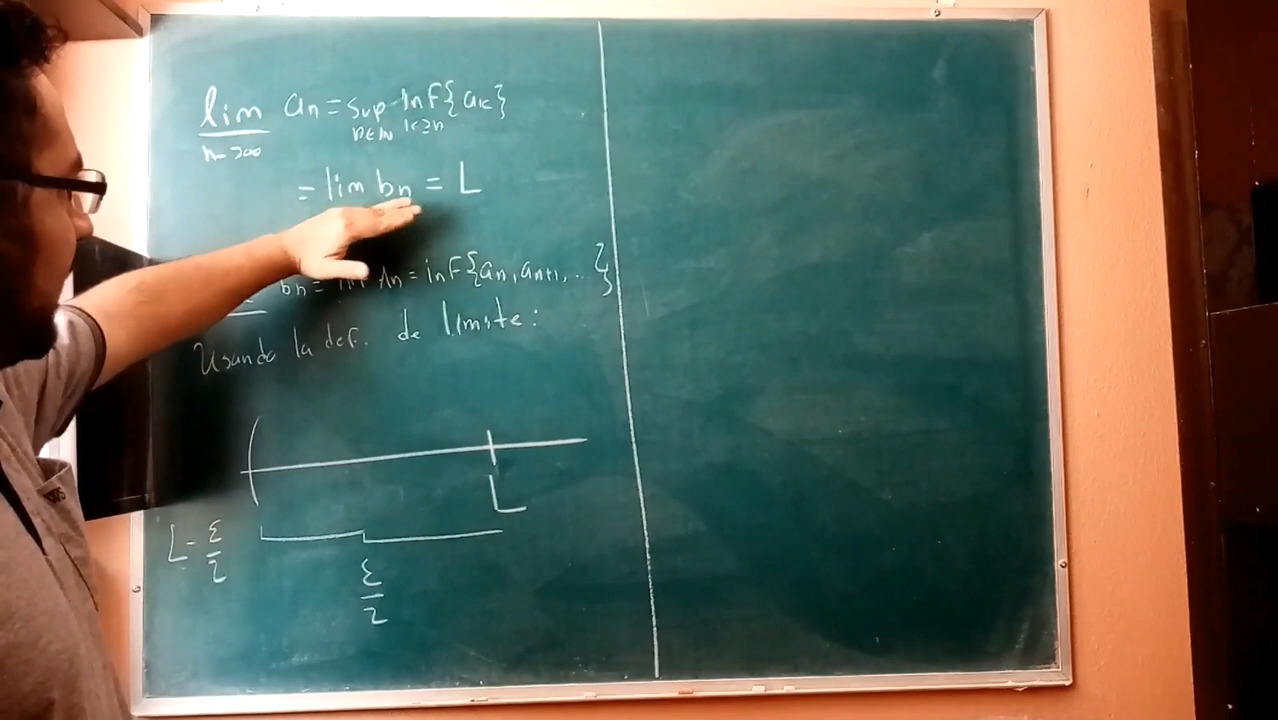 lim an = sup inf{ak}
n→∞ n∈ℕ k≥n
= lim bn = L
bn = inf An = inf{an, an+1, ...}
Usando la def. de limite:
L
L - ε/2
ε/2